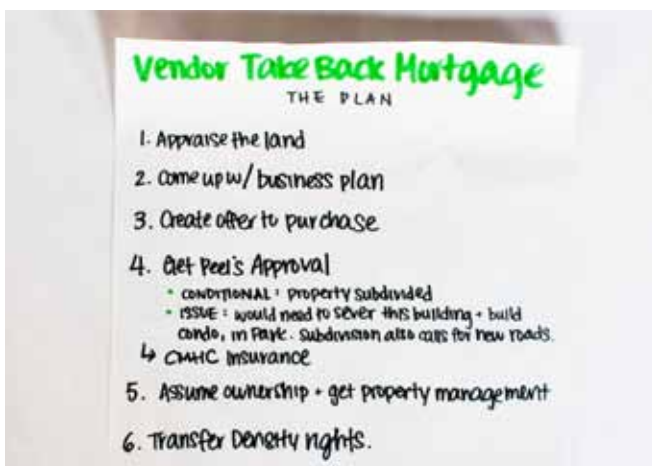 Vendor Take Back Mortgage
THE PLAN
1. Appraise the land
2. Come up w/ business plan
3. Create offer to purchase
4. Get Peel's Approval
• CONDITIONAL: property subdivided
• ISSUE: would need to sever this building + build
condo, in Park. Subdivision also calls for new roads.
↳ CMHC Insurance
5. Assume ownership + get property management
6. Transfer Density rights.